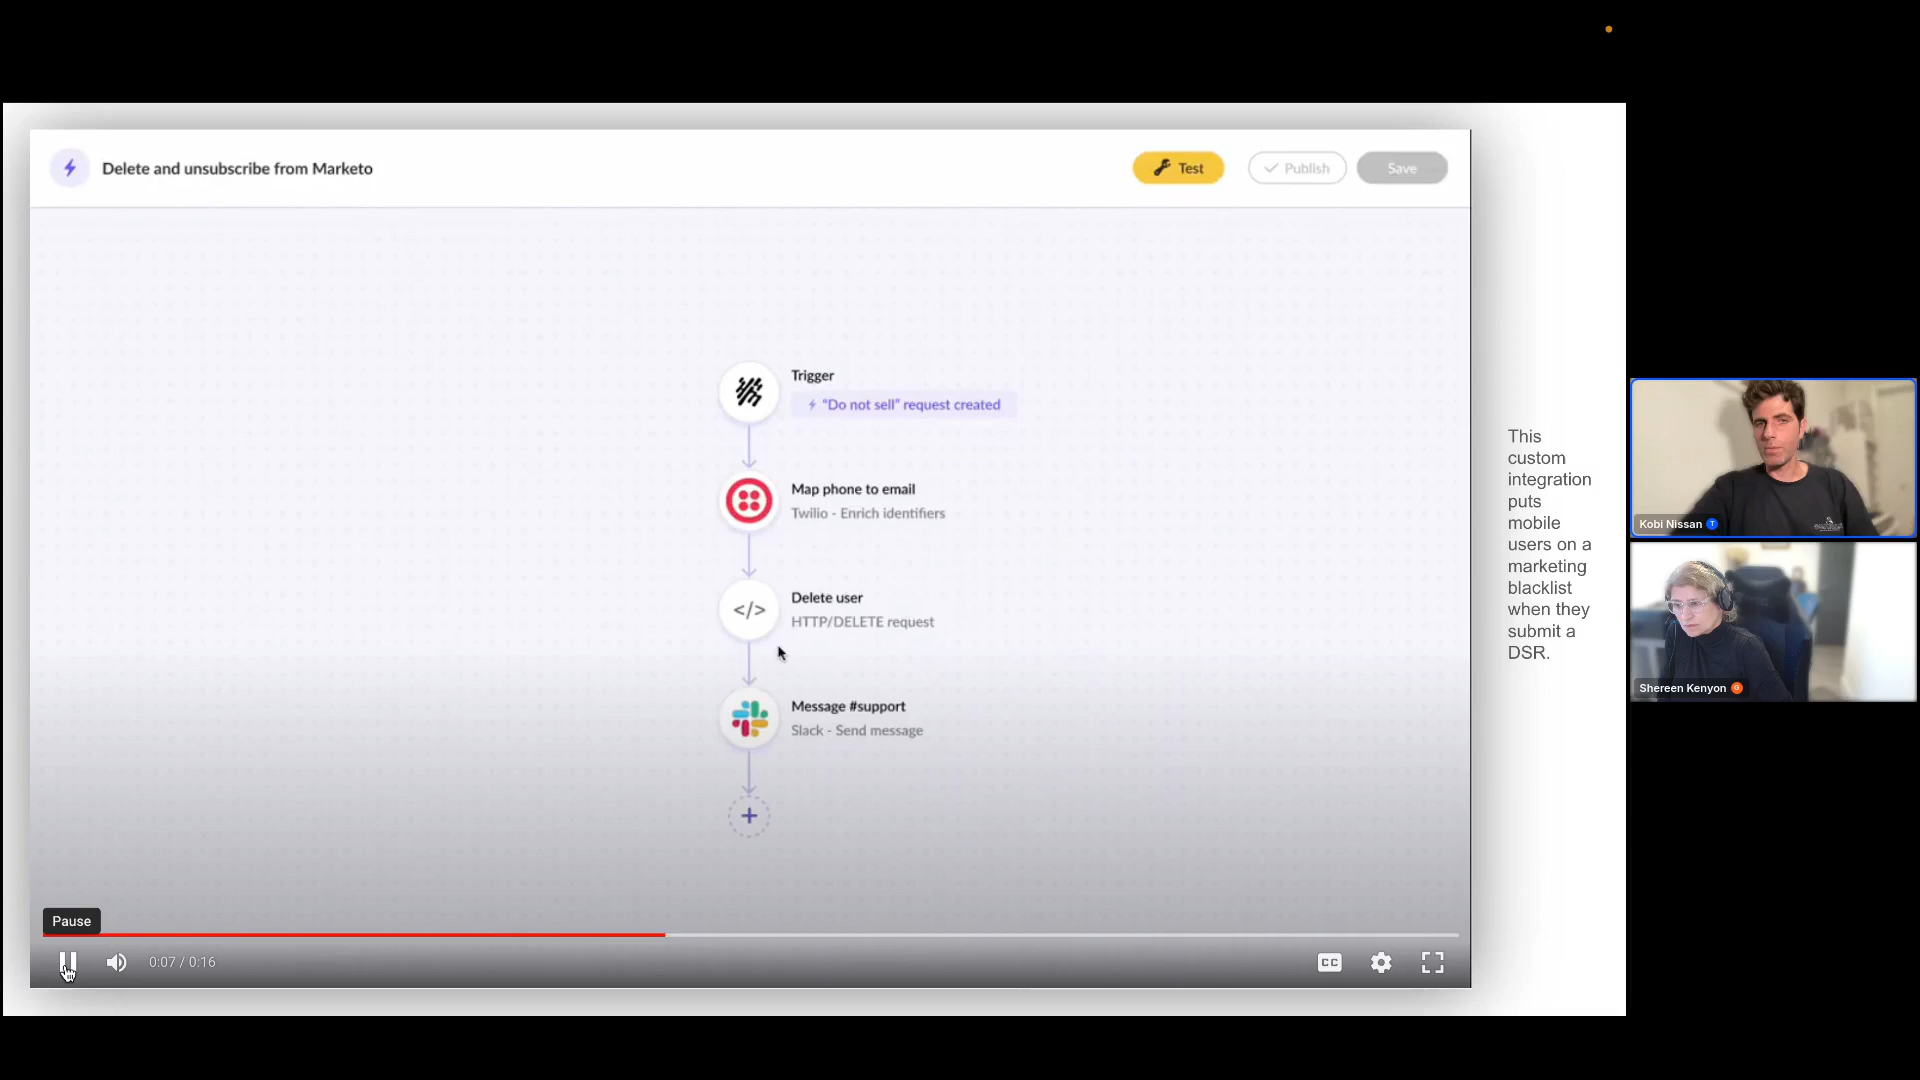 Delete and unsubscribe from Marketo
Test
Publish
Save
Trigger
“Do not sell” request created
Map phone to email
Twilio - Enrich identifiers
</>
Delete user
HTTP/DELETE request
Message #support
Slack - Send message
+
Pause
0:07 / 0:16
CC
This
custom
integration
puts
mobile
users on a
marketing
blacklist
when they
submit a
DSR.
Kobi Nissan T
Shereen Kenyon